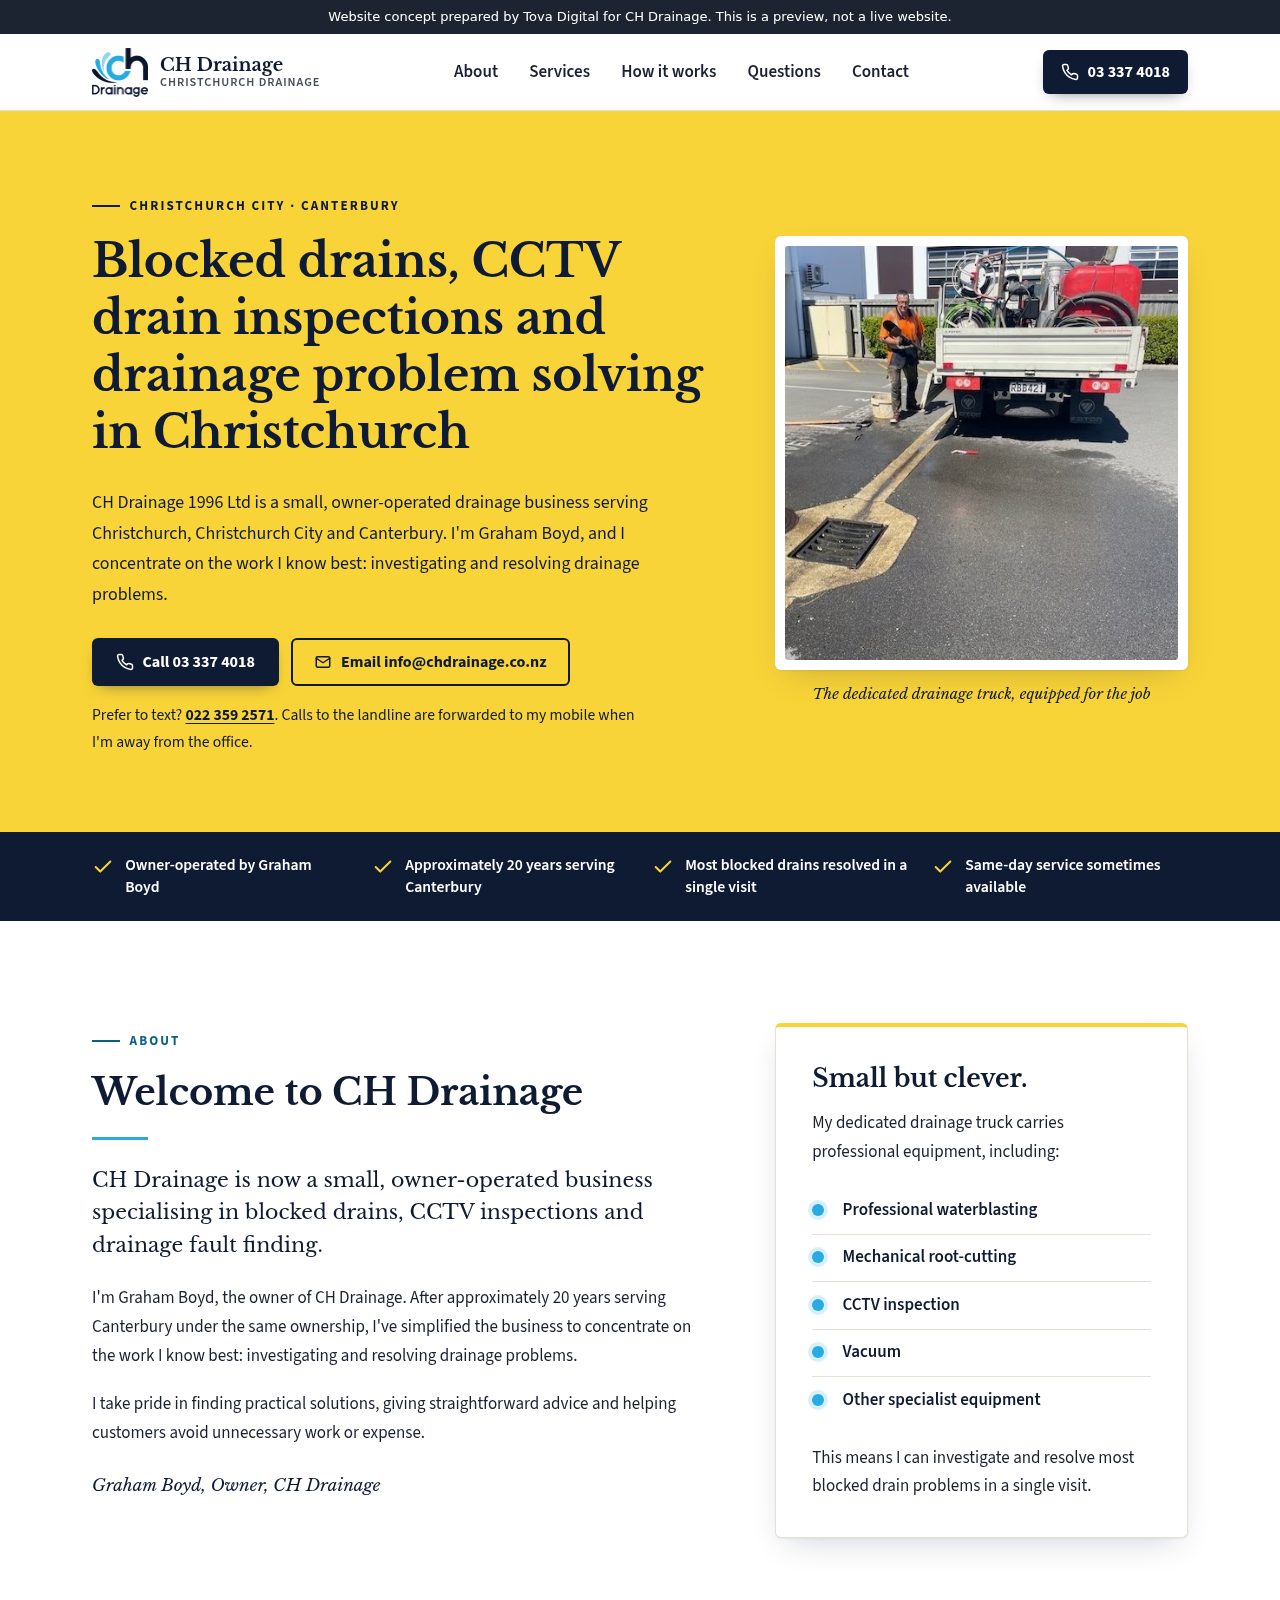 Website concept prepared by Tova Digital for CH Drainage. This is a preview, not a live website.
ch
Drainage
CH Drainage
CHRISTCHURCH DRAINAGE
About
Services
How it works
Questions
Contact
03 337 4018
CHRISTCHURCH CITY · CANTERBURY
Blocked drains, CCTV
drain inspections and
drainage problem solving
in Christchurch
CH Drainage 1996 Ltd is a small, owner-operated drainage business serving
Christchurch, Christchurch City and Canterbury. I'm Graham Boyd, and I
concentrate on the work I know best: investigating and resolving drainage
problems.
Call 03 337 4018
Email info@chdrainage.co.nz
Prefer to text? 022 359 2571. Calls to the landline are forwarded to my mobile when
I'm away from the office.
The dedicated drainage truck, equipped for the job
Owner-operated by Graham
Boyd
Approximately 20 years serving
Canterbury
Most blocked drains resolved in a
single visit
Same-day service sometimes
available
ABOUT
Welcome to CH Drainage
CH Drainage is now a small, owner-operated business
specialising in blocked drains, CCTV inspections and
drainage fault finding.
I'm Graham Boyd, the owner of CH Drainage. After approximately 20 years serving
Canterbury under the same ownership, I've simplified the business to concentrate on
the work I know best: investigating and resolving drainage problems.
I take pride in finding practical solutions, giving straightforward advice and helping
customers avoid unnecessary work or expense.
Graham Boyd, Owner, CH Drainage
Small but clever.
My dedicated drainage truck carries
professional equipment, including:
Professional waterblasting
Mechanical root-cutting
CCTV inspection
Vacuum
Other specialist equipment
This means I can investigate and resolve most
blocked drain problems in a single visit.